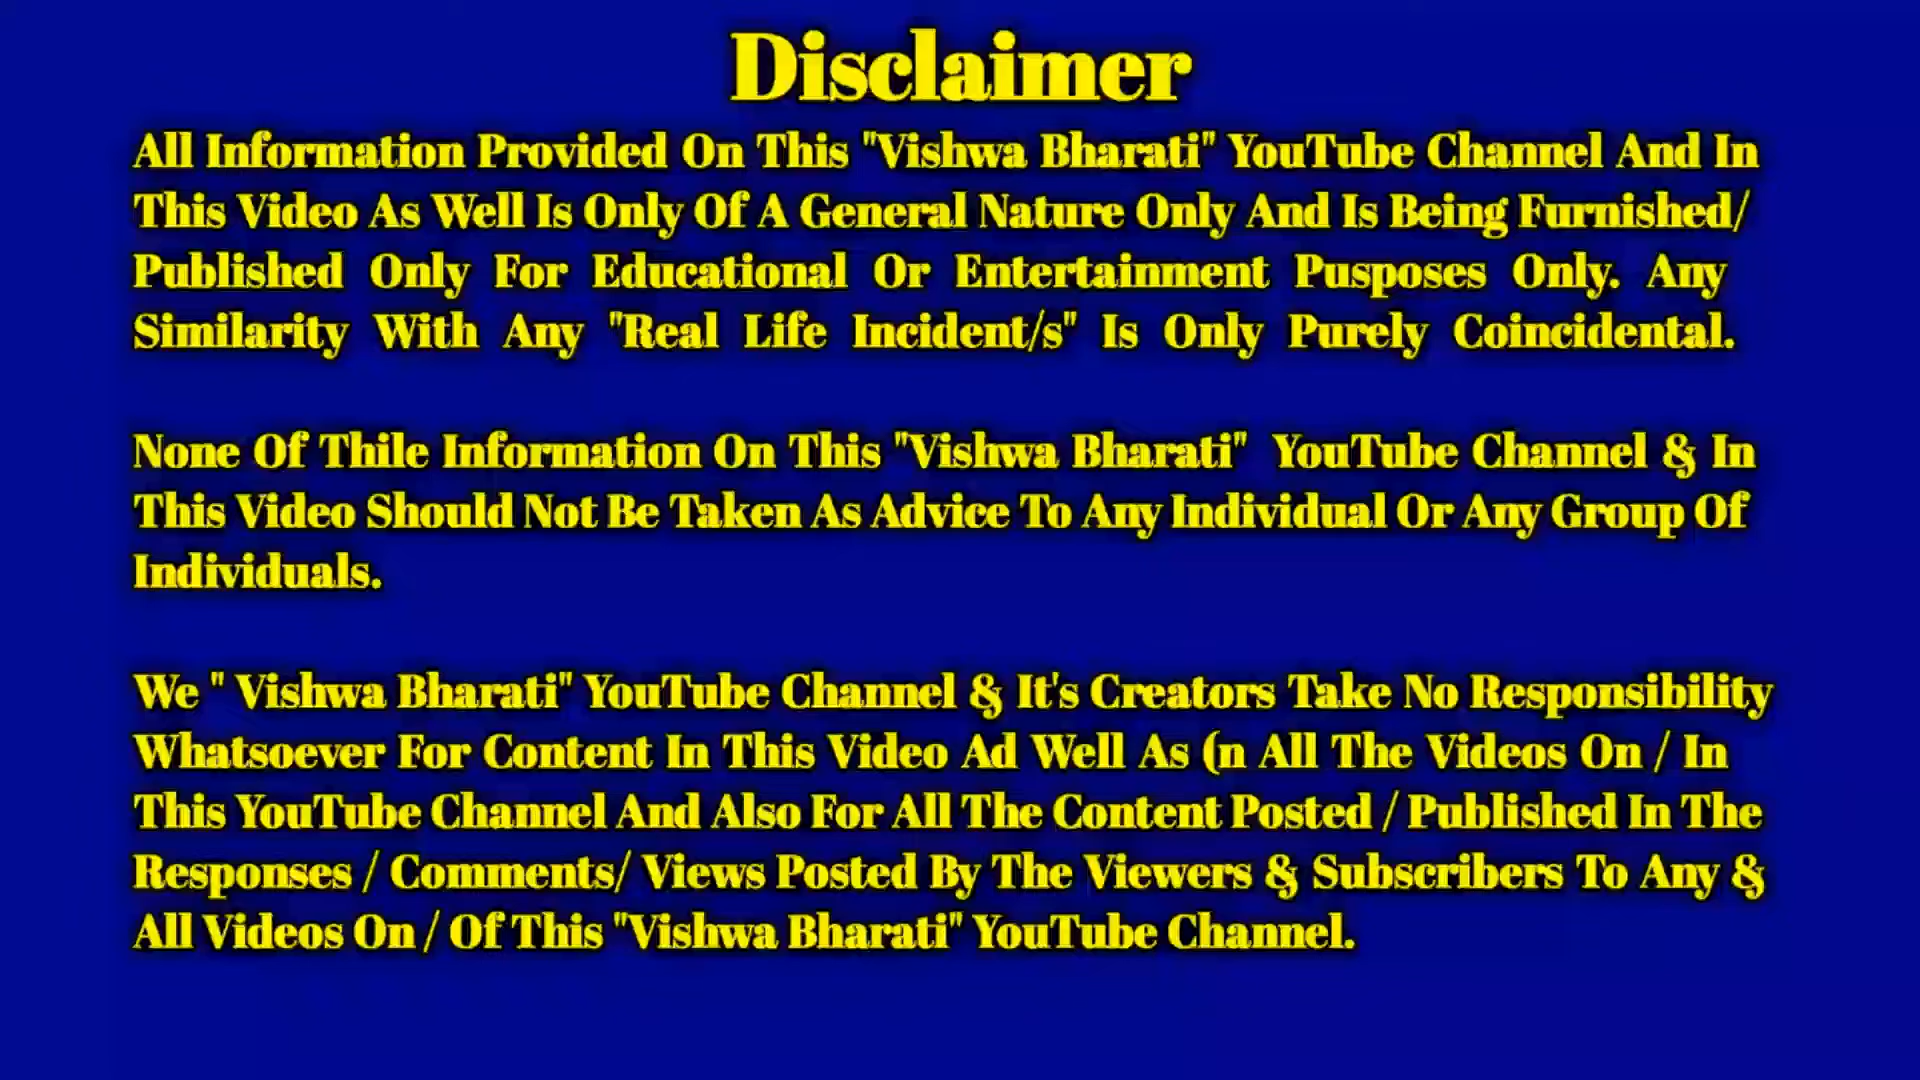 Disclaimer
All Information Provided On This "Vishwa Bharati" YouTube Channel And In
This Video As Well Is Only Of A General Nature Only And Is Being Furnished/
Published Only For Educational Or Entertainment Pusposes Only. Any
Similarity With Any "Real Life Incident/s" Is Only Purely Coincidental.
None Of Thile Information On This "Vishwa Bharati" YouTube Channel & In
This Video Should Not Be Taken As Advice To Any Individual Or Any Group Of
Individuals.
We " Vishwa Bharati" YouTube Channel & It's Creators Take No Responsibility
Whatsoever For Content In This Video Ad Well As (n All The Videos On / In
This YouTube Channel And Also For All The Content Posted / Published In The
Responses / Comments/ Views Posted By The Viewers & Subscribers To Any &
All Videos On / Of This "Vishwa Bharati" YouTube Channel.